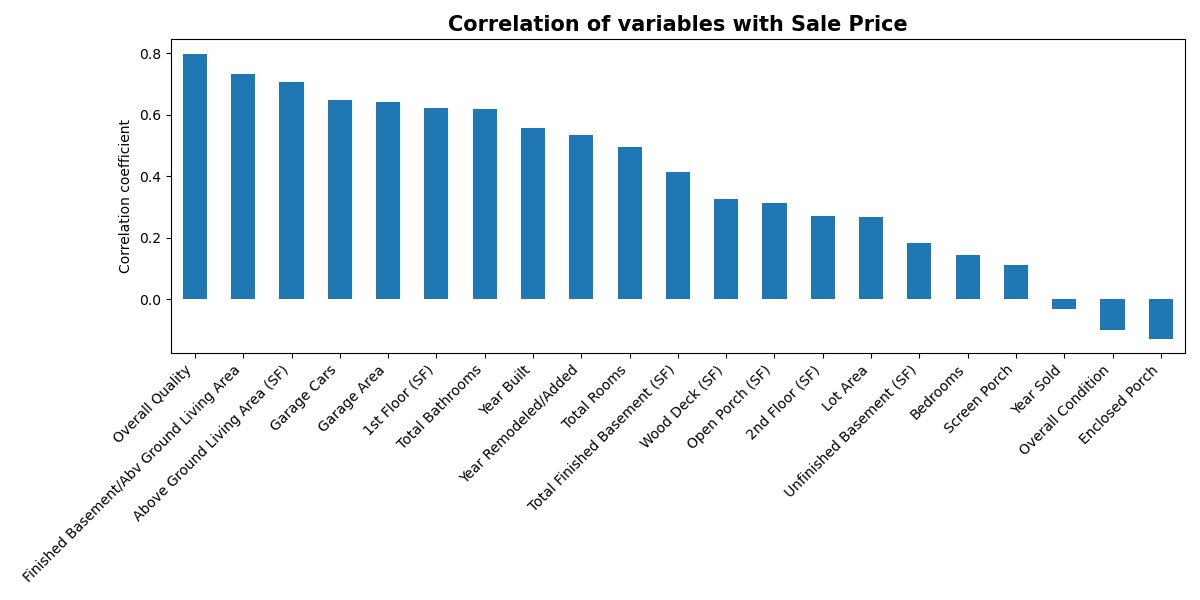 Correlation of variables with Sale Price
Correlation coefficient
0.8
0.6
0.4
0.2
0.0
Overall Quality
Finished Basement/Abv Ground Living Area
Above Ground Living Area (SF)
Garage Cars
Garage Area
1st Floor (SF)
Total Bathrooms
Year Built
Year Remodeled/Added
Total Rooms
Total Finished Basement (SF)
Wood Deck (SF)
Open Porch (SF)
2nd Floor (SF)
Lot Area
Unfinished Basement (SF)
Bedrooms
Screen Porch
Year Sold
Overall Condition
Enclosed Porch